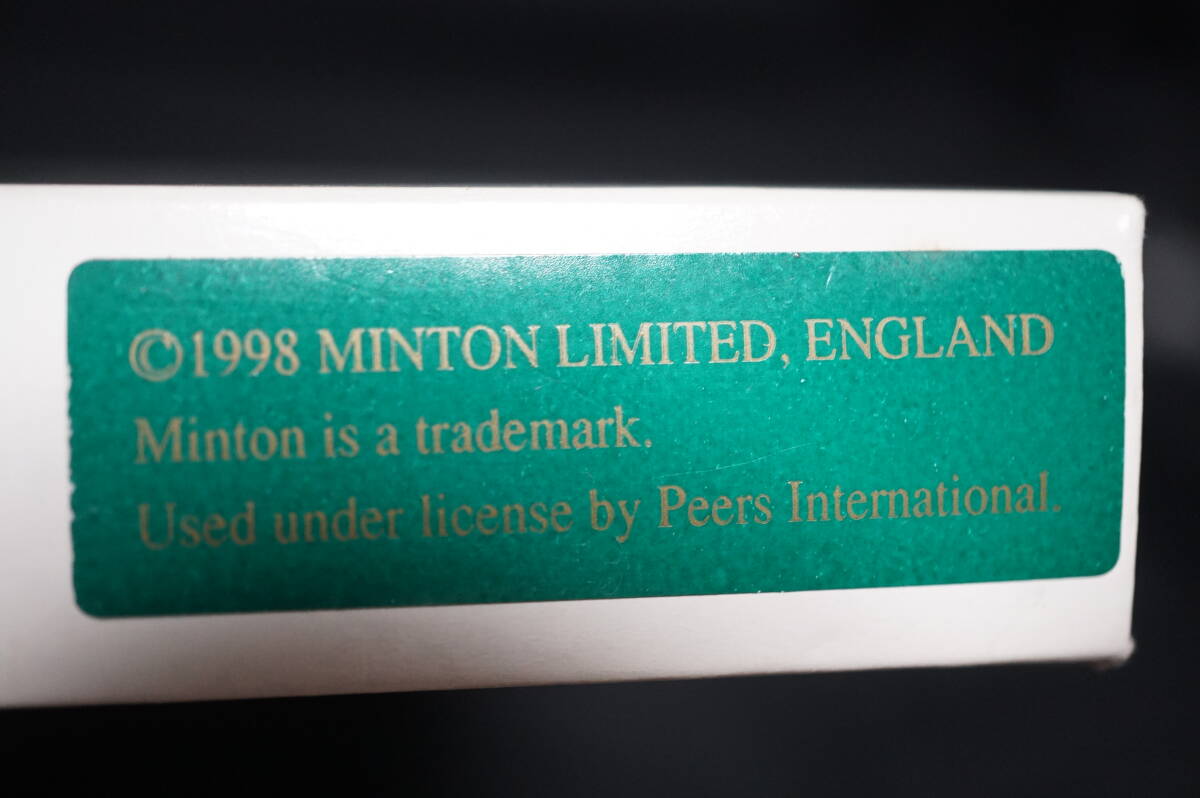 ©1998 MINTON LIMITED, ENGLAND
Minton is a trademark.
Used under license by Peers International.